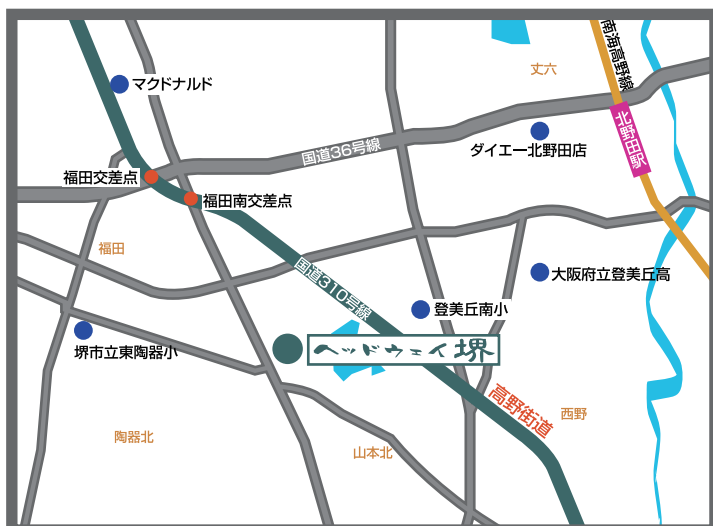 南海高野線
丈六
マクドナルド
北野田駅
国道36号線
ダイエー北野田店
福田交差点
福田南交差点
福田
国道310号線
大阪府立登美丘高
登美丘南小
堺市立東陶器小
ヘッドウェイ堺
高野街道
西野
陶器北
山本北